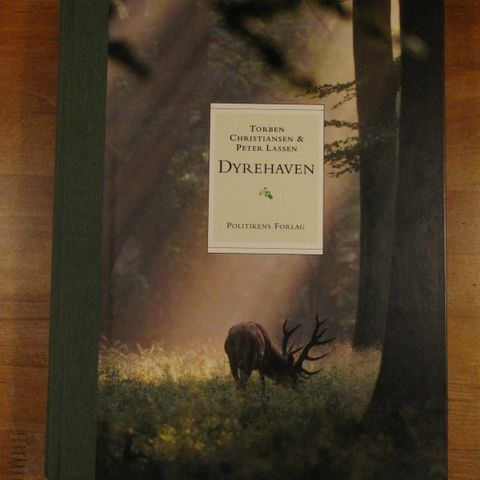 Torben
Christiansen &
Peter Lassen
Dyrehaven
Politikens Forlag